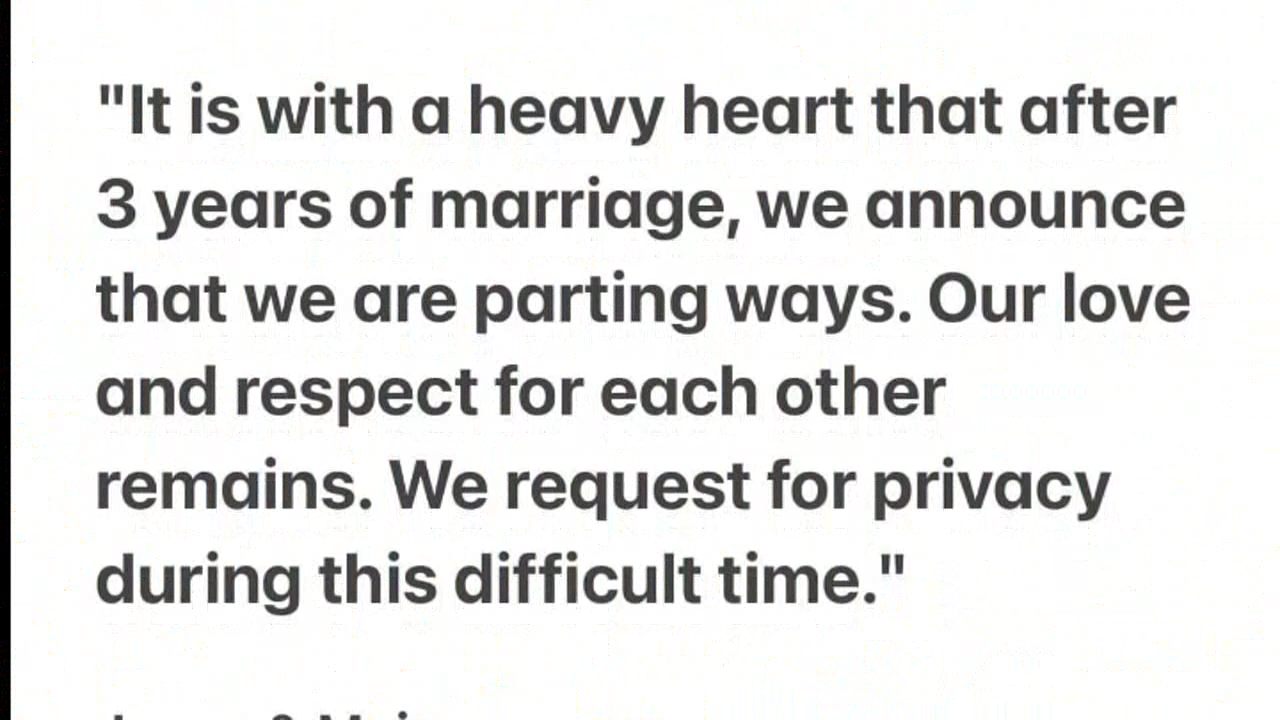 "It is with a heavy heart that after
3 years of marriage, we announce
that we are parting ways. Our love
and respect for each other
remains. We request for privacy
during this difficult time."